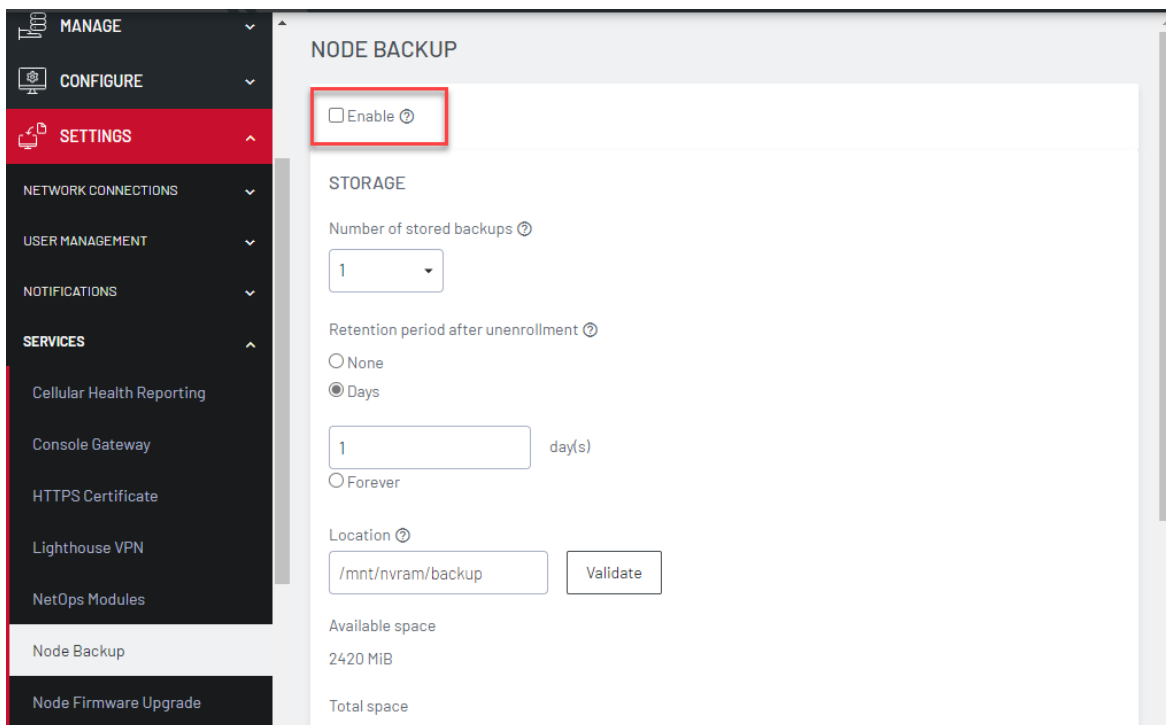 MANAGE
CONFIGURE
SETTINGS
NETWORK CONNECTIONS
USER MANAGEMENT
NOTIFICATIONS
SERVICES
Cellular Health Reporting
Console Gateway
HTTPS Certificate
Lighthouse VPN
NetOps Modules
Node Backup
Node Firmware Upgrade
NODE BACKUP
Enable ?
STORAGE
Number of stored backups ?
1
Retention period after unenrollment ?
None
Days
1 day(s)
Forever
Location ?
/mnt/nvram/backup Validate
Available space
2420 MiB
Total space